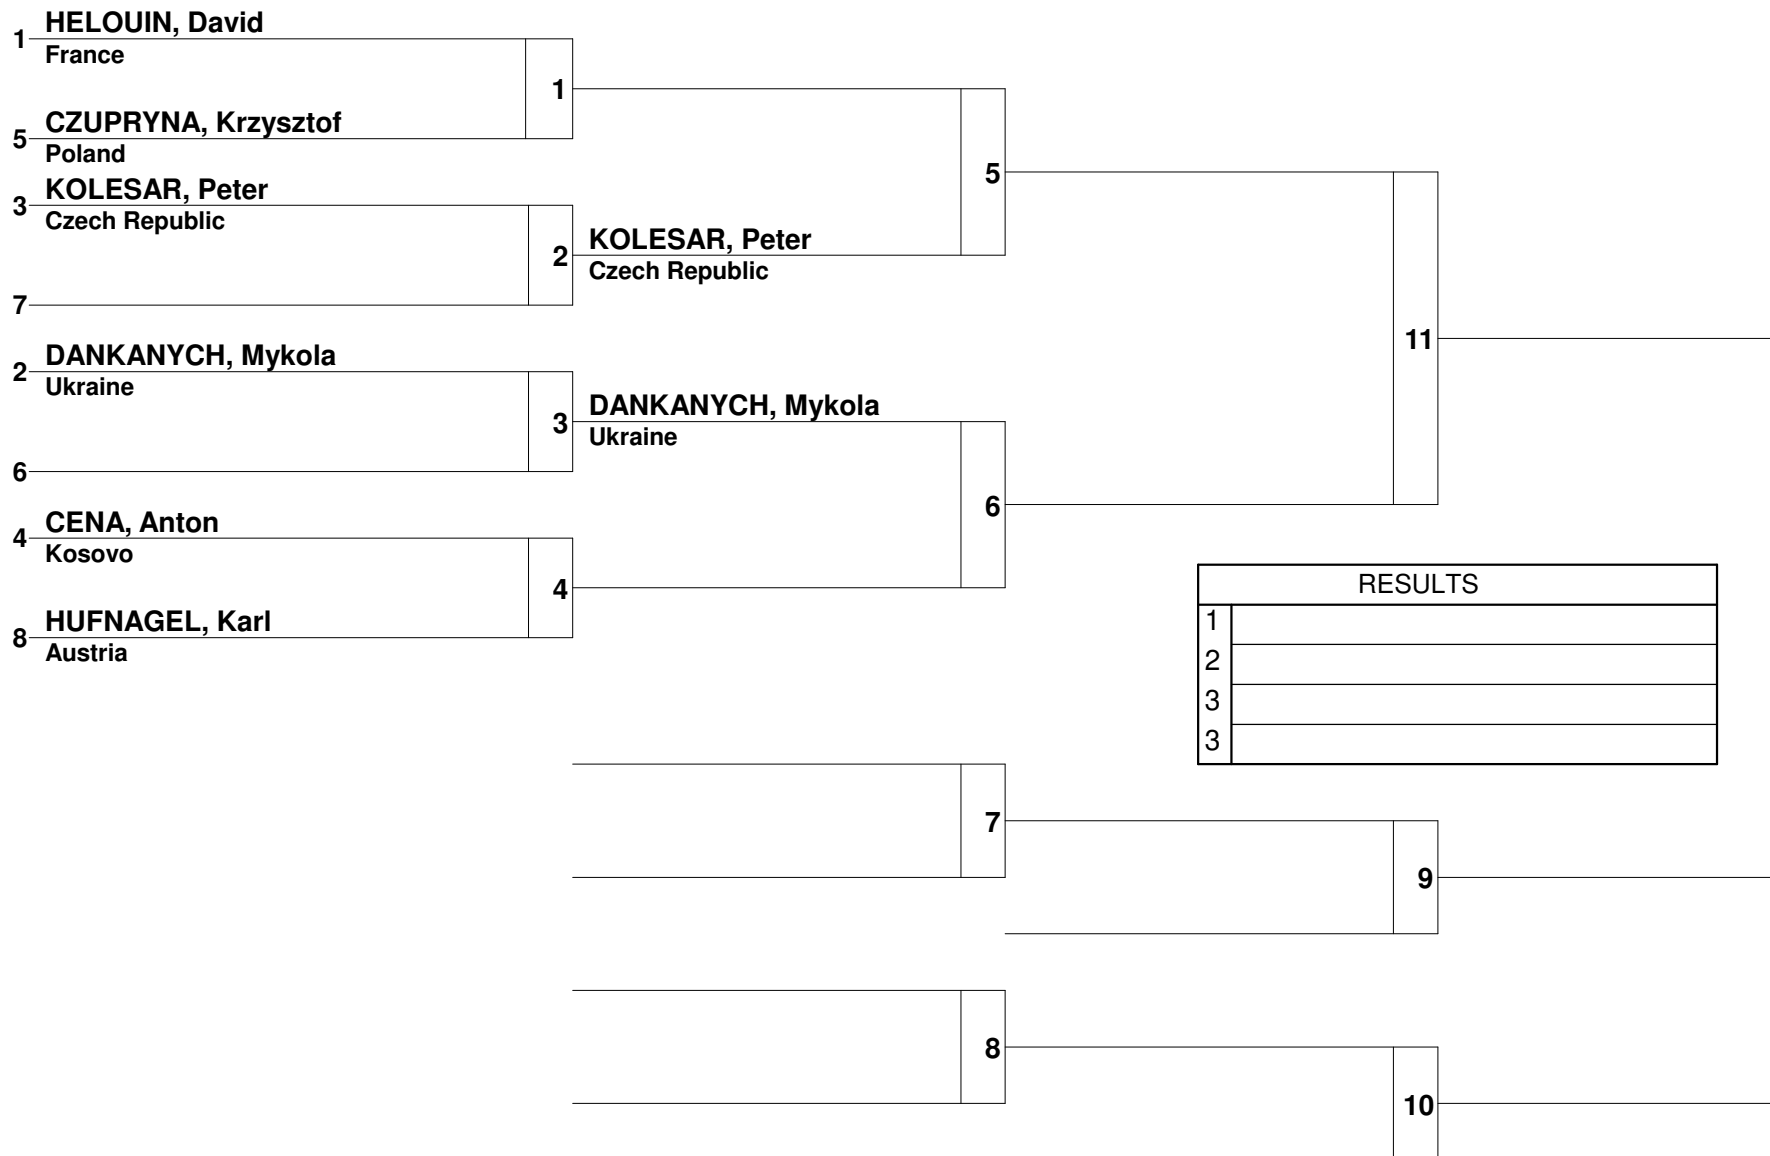 1 HELOUIN, David
France
1
5 CZUPRYNA, Krzysztof
Poland
5
3 KOLESAR, Peter
Czech Republic
2 KOLESAR, Peter
Czech Republic
7
11
2 DANKANYCH, Mykola
Ukraine
3 DANKANYCH, Mykola
Ukraine
6
6
4 CENA, Anton
Kosovo
4
8 HUFNAGEL, Karl
Austria
RESULTS
1
2
3
3
7
9
8
10